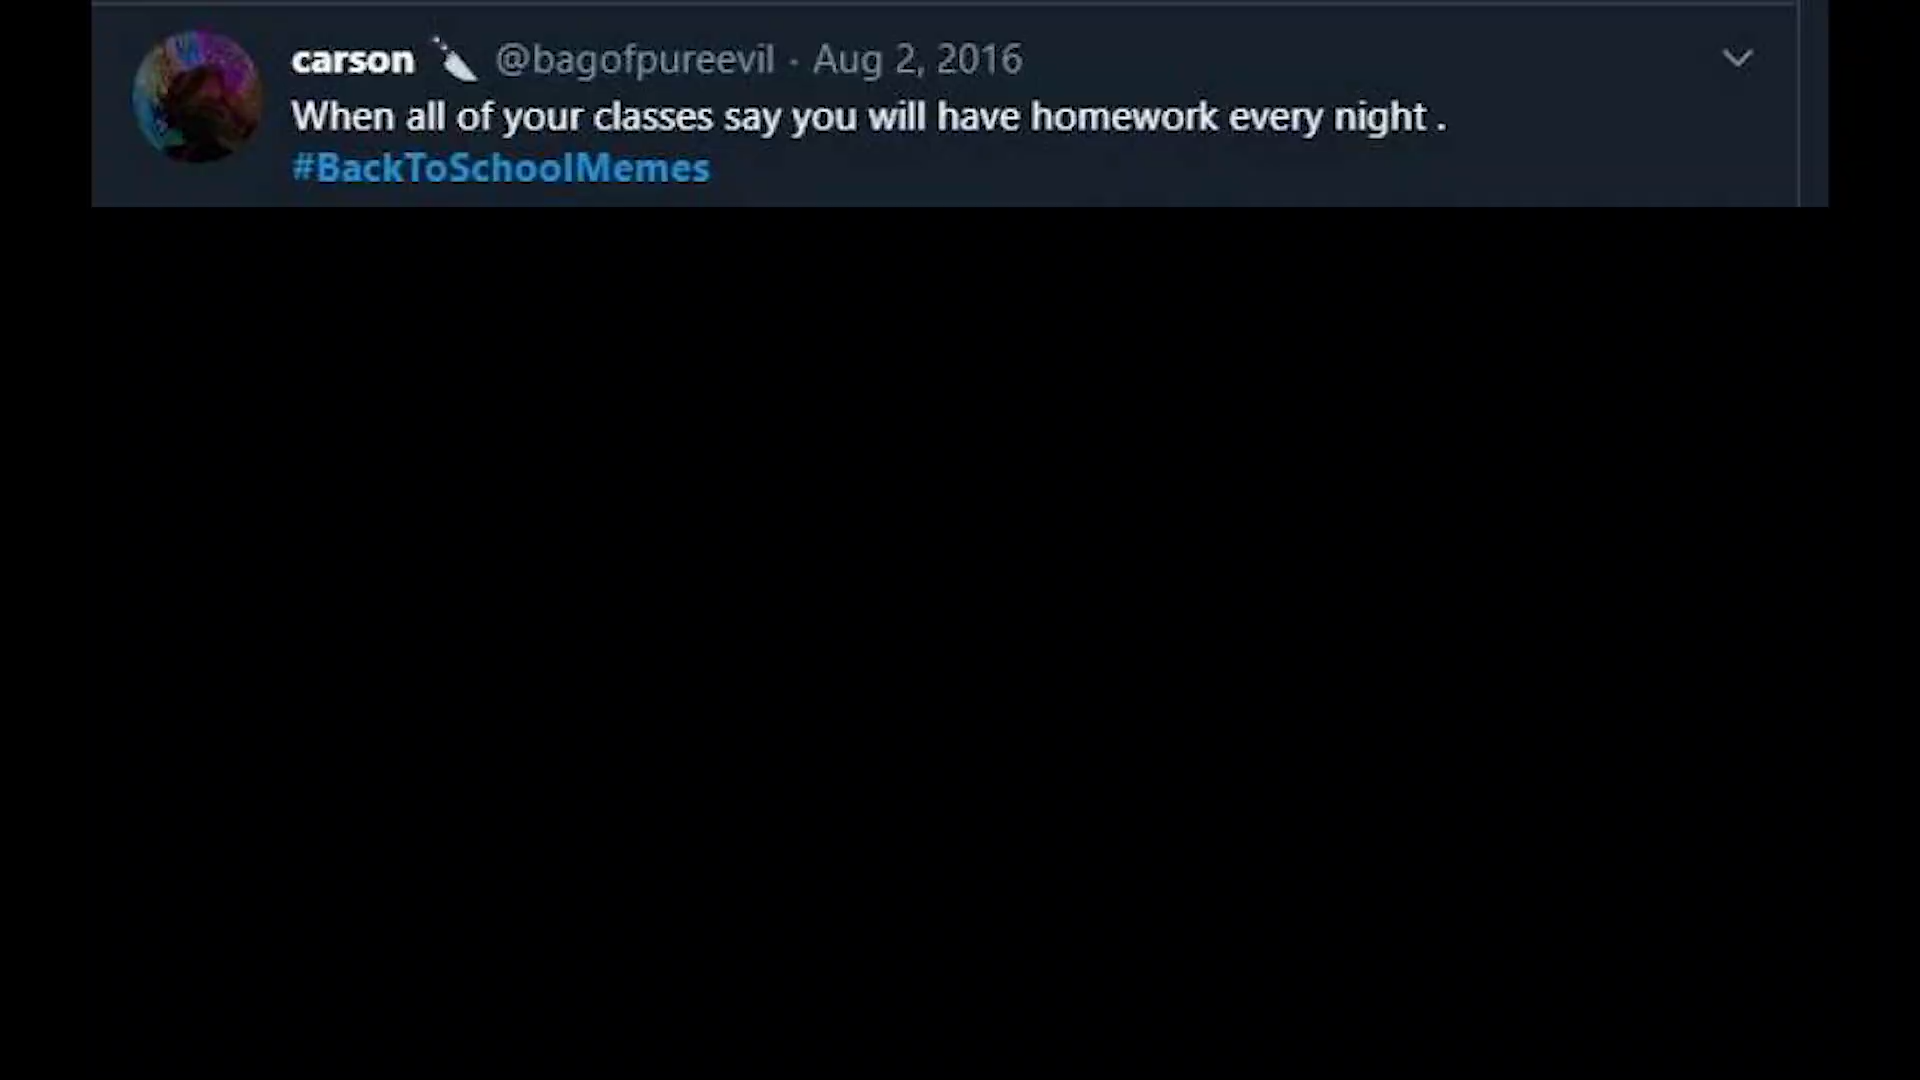 carson 🔪 @bagofpureevil · Aug 2, 2016
When all of your classes say you will have homework every night .
#BackToSchoolMemes